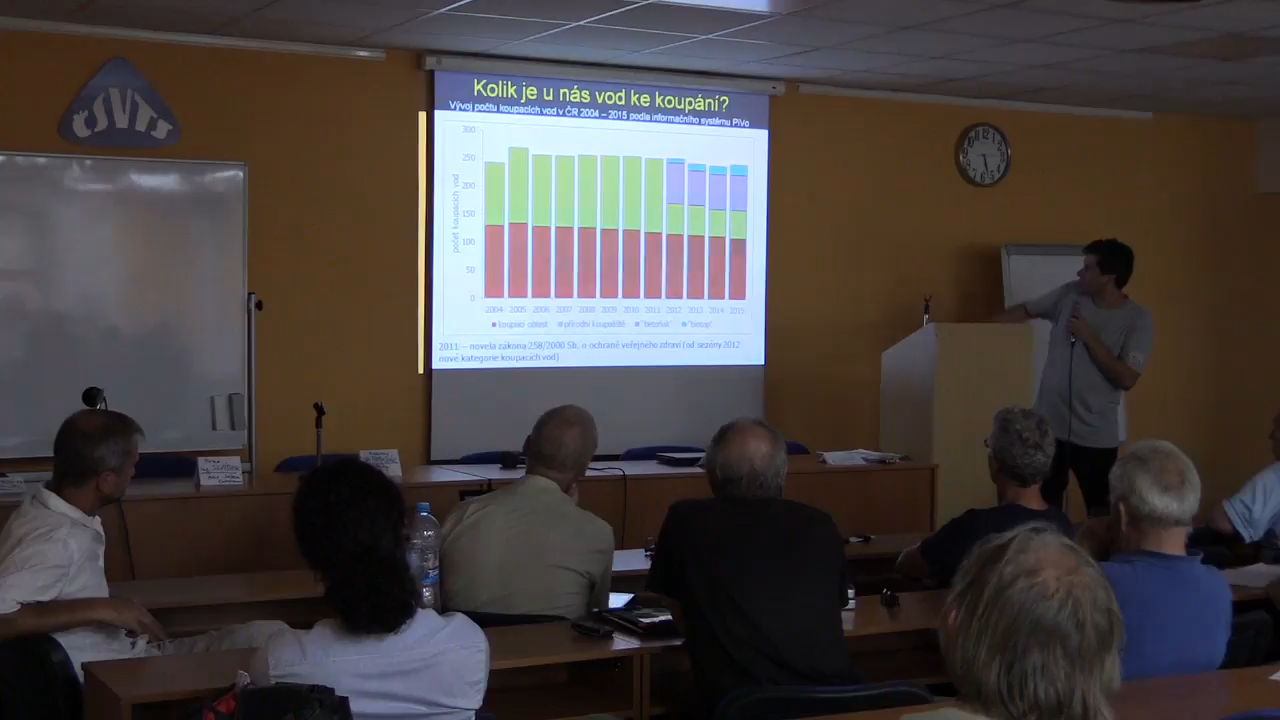 ČSVTS
Kolik je u nás vod ke koupání?
Vývoj počtu koupacích vod v ČR 2004 – 2015 podle informačního systému PiVo
300
250
200
150
100
50
0
počet koupacích vod
2004 2005 2006 2007 2008 2009 2010 2011 2012 2013 2014 2015
koupací oblast přírodní koupaliště "betoňák" "biotop"
2011 – novela zákona 258/2000 Sb. o ochraně veřejného zdraví (od sezóny 2012
nové kategorie koupacích vod)